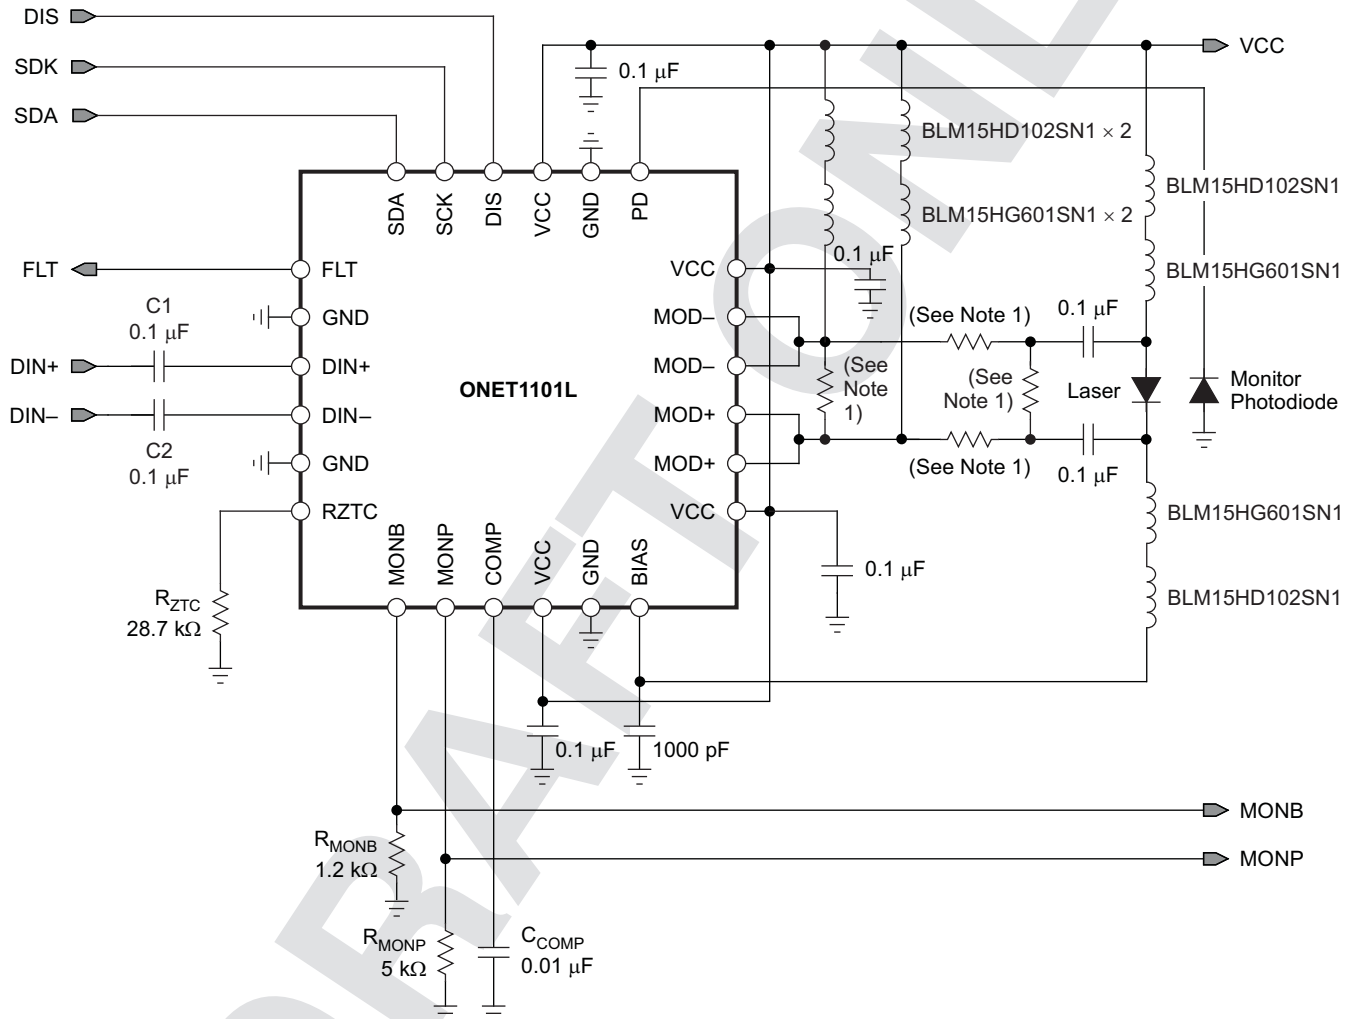 DIS
SDK
SDA
VCC
0.1 μF
BLM15HD102SN1 × 2
BLM15HD102SN1
BLM15HG601SN1 × 2
BLM15HG601SN1
SDA
SCK
DIS
VCC
GND
PD
FLT
FLT
C1
0.1 μF
GND
DIN+
DIN+
DIN–
DIN–
C2
0.1 μF
GND
RZTC
ONET1101L
VCC
MOD–
MOD–
MOD+
MOD+
VCC
0.1 μF
(See Note 1)
0.1 μF
(See
Note
1)
(See
Note 1)
Laser
Monitor
Photodiode
(See Note 1)
0.1 μF
BLM15HG601SN1
BLM15HD102SN1
0.1 μF
MONB
MONP
COMP
VCC
GND
BIAS
RZTC
28.7 kΩ
0.1 μF
1000 pF
MONB
MONP
RMONB
1.2 kΩ
RMONP
5 kΩ
CCOMP
0.01 μF
DRAFT ONL